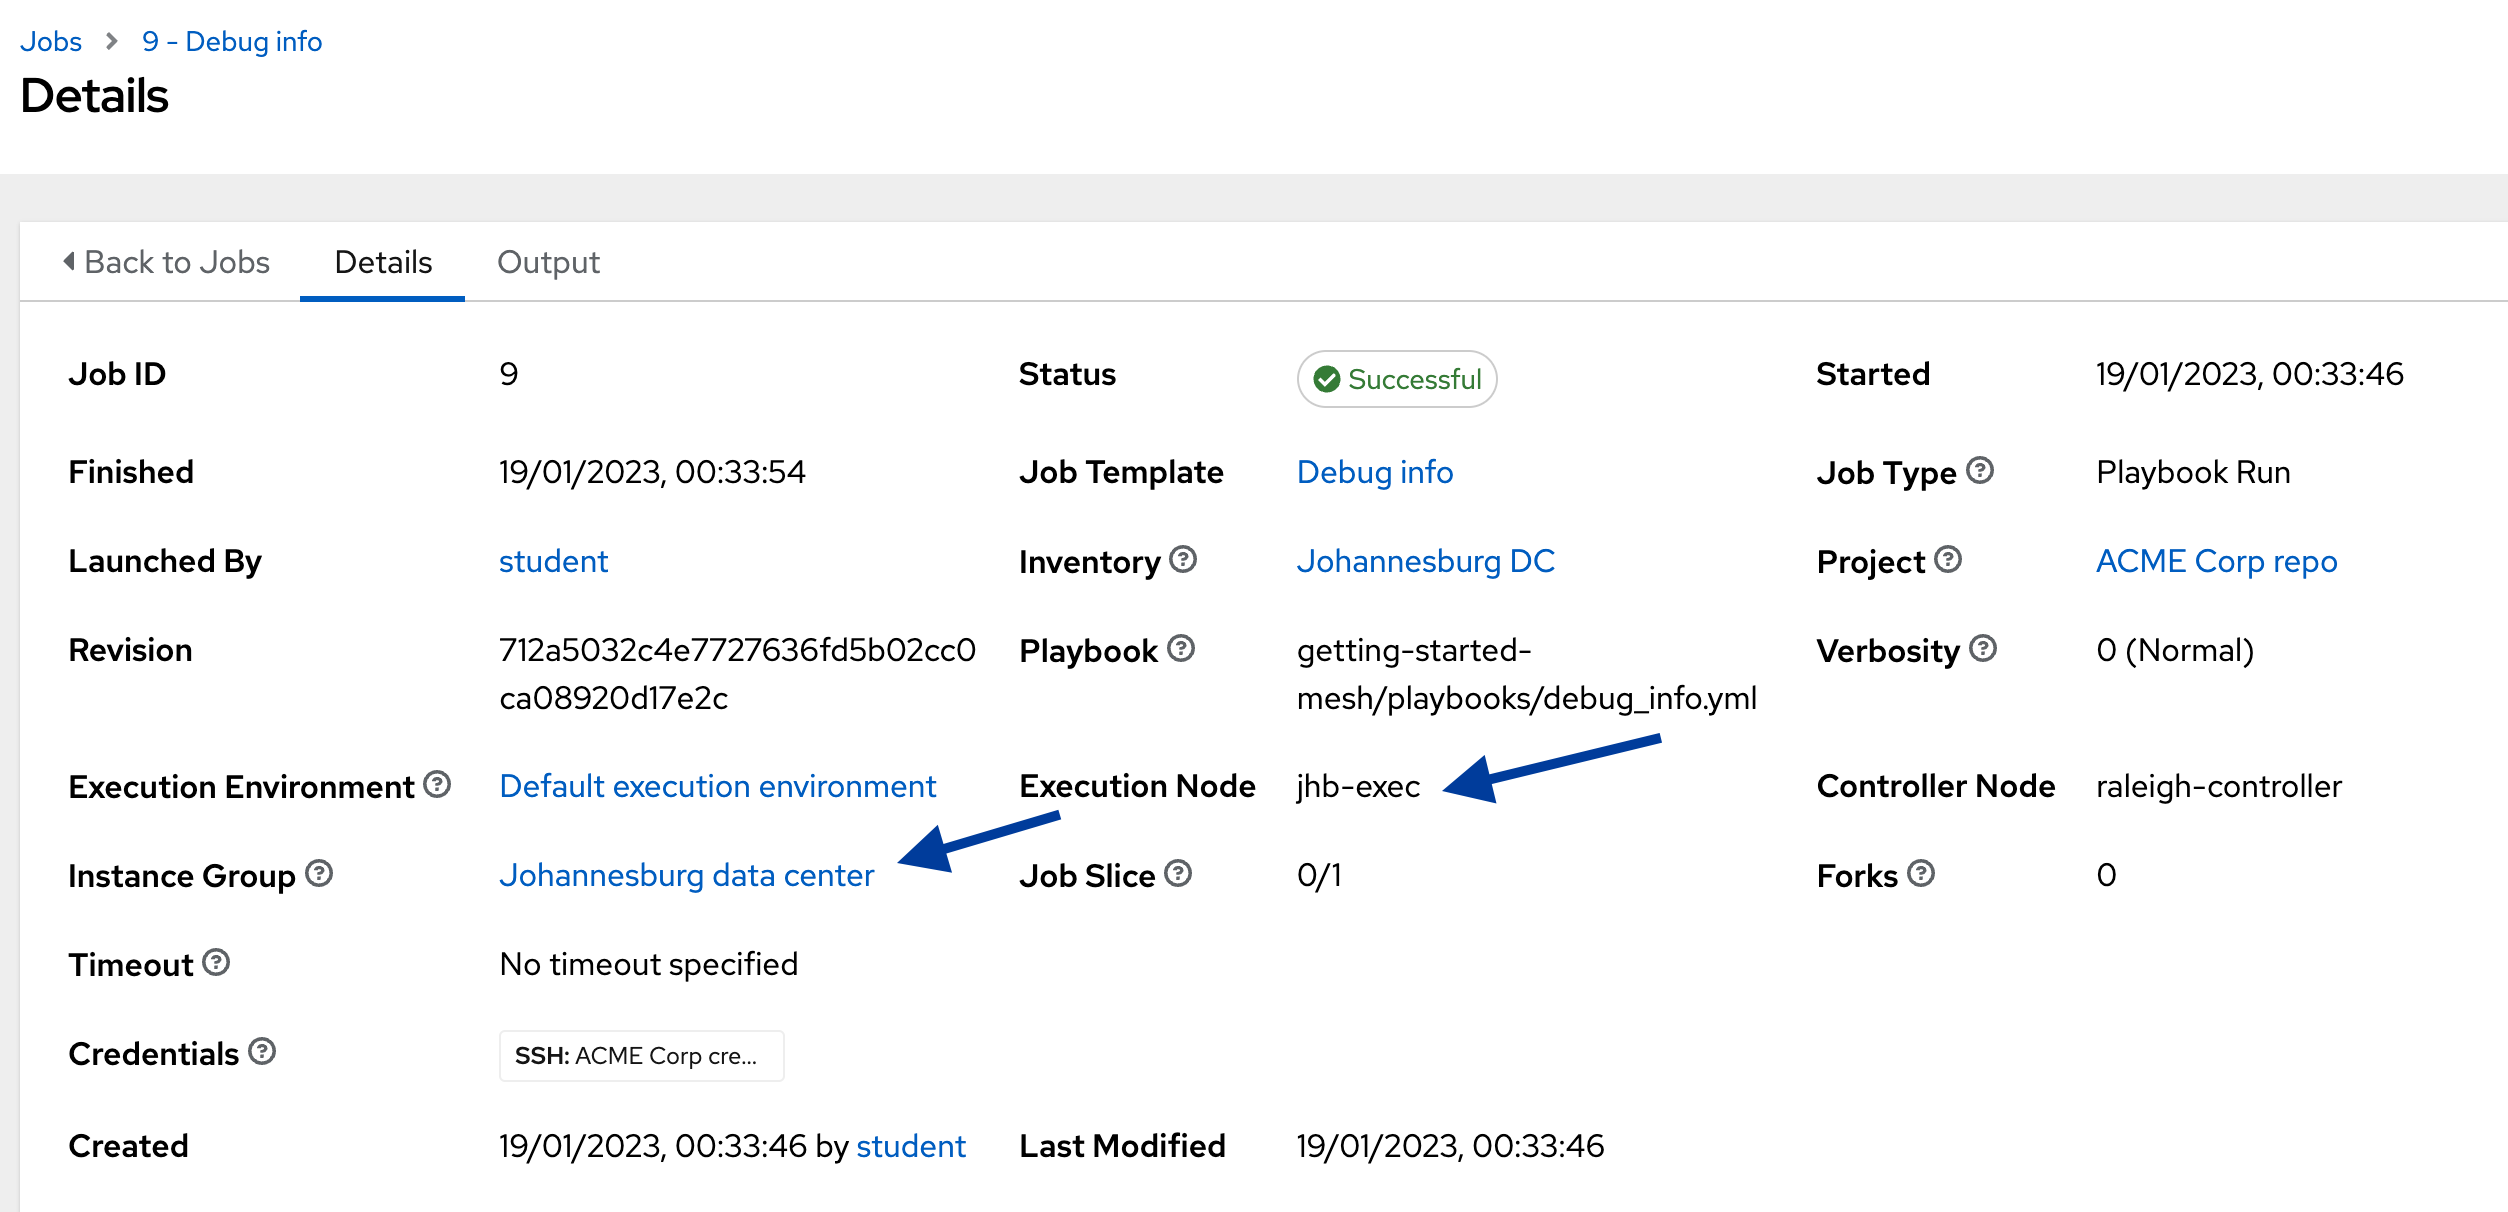 Jobs > 9 - Debug info
Details
Back to Jobs Details Output
Job ID 9 Status Successful Started 19/01/2023, 00:33:46
Finished 19/01/2023, 00:33:54 Job Template Debug info Job Type Playbook Run
Launched By student Inventory Johannesburg DC Project ACME Corp repo
Revision 712a5032c4e7727636fd5b02cc0 Playbook getting-started- Verbosity 0 (Normal)
ca08920d17e2c mesh/playbooks/debug_info.yml
Execution Environment Default execution environment Execution Node jhb-exec Controller Node raleigh-controller
Instance Group Johannesburg data center Job Slice 0/1 Forks 0
Timeout No timeout specified
Credentials SSH: ACME Corp cre...
Created 19/01/2023, 00:33:46 by student Last Modified 19/01/2023, 00:33:46